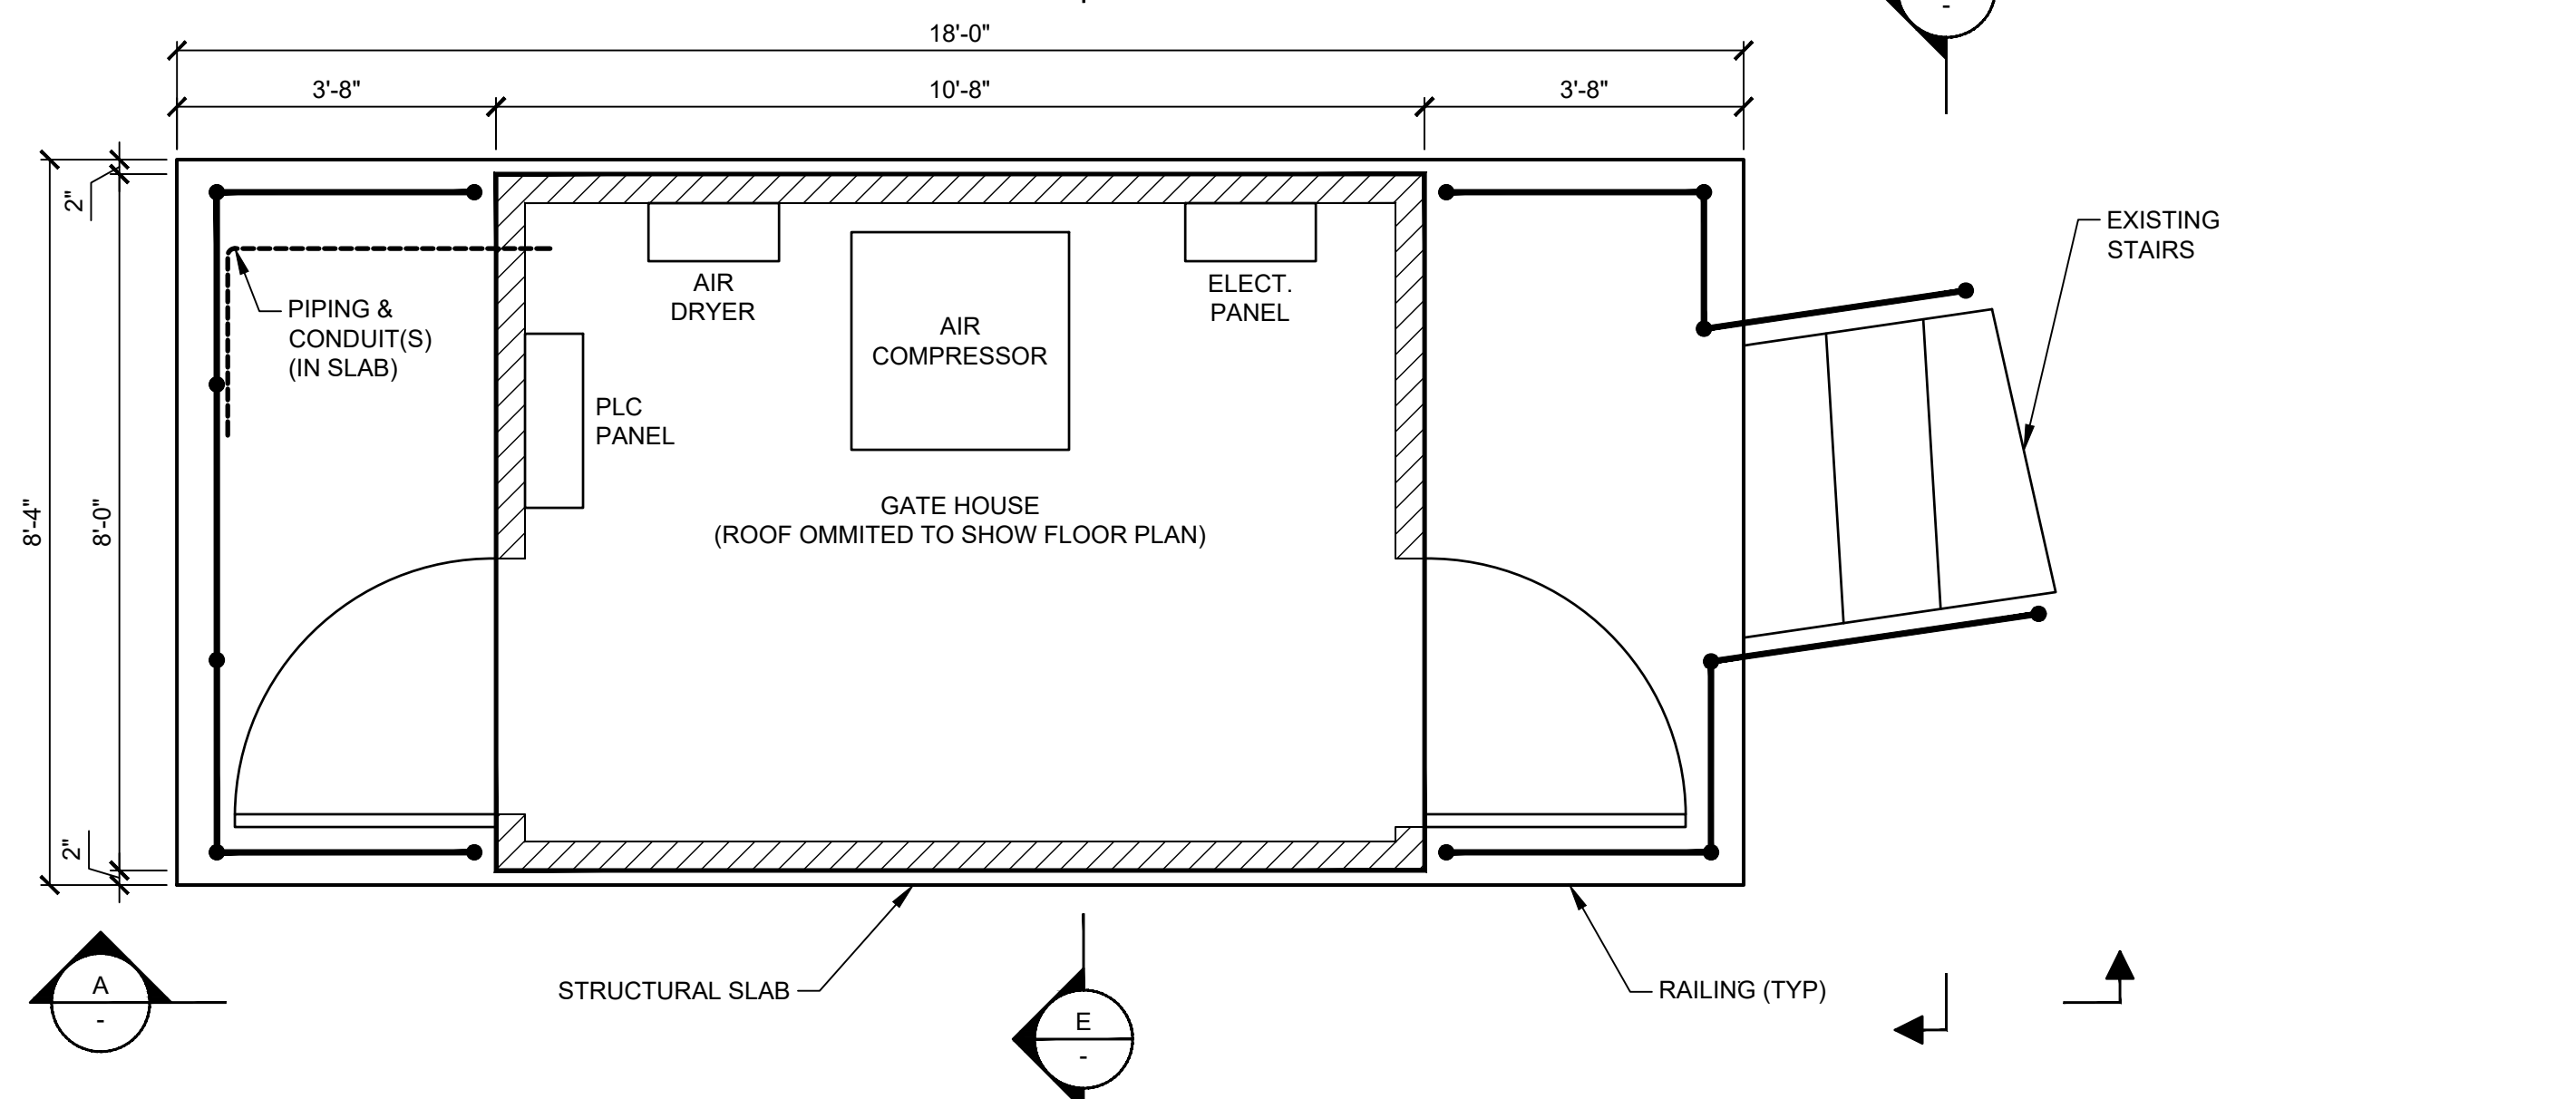 -
18'-0"
3'-8"
10'-8"
3'-8"
2"
8'-4"
8'-0"
2"
PIPING &
CONDUIT(S)
(IN SLAB)
AIR
DRYER
AIR
COMPRESSOR
ELECT.
PANEL
PLC
PANEL
GATE HOUSE
(ROOF OMMITED TO SHOW FLOOR PLAN)
EXISTING
STAIRS
STRUCTURAL SLAB
RAILING (TYP)
A
-
E
-